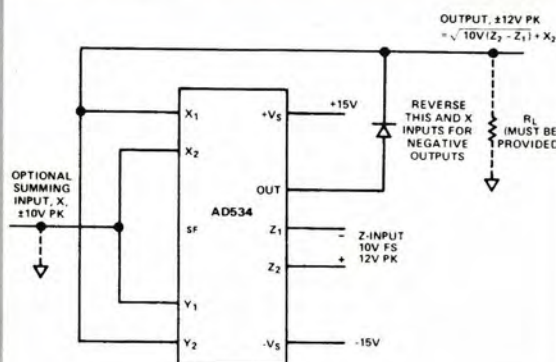 OUTPUT, ±12V PK
= √10V(Z₂ - Z₁) + X₂
X₁
+VS
+15V
REVERSE
THIS AND X
INPUTS FOR
NEGATIVE
OUTPUTS
RL
(MUST BE
PROVIDED)
X₂
OPTIONAL
SUMMING
INPUT, X,
±10V PK
OUT
AD534
SF
Z₁
-
Z-INPUT
10V FS
12V PK
+
Z₂
Y₁
Y₂
-VS
-15V